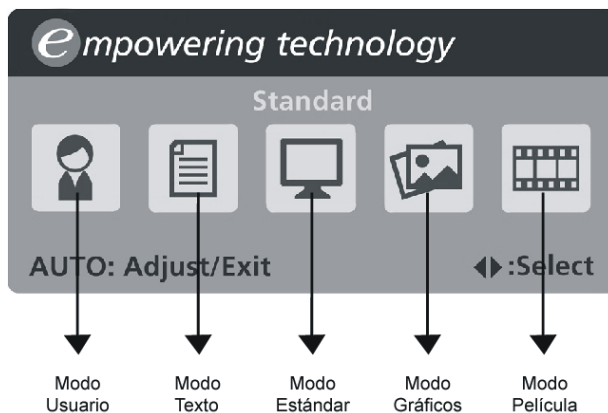 empowering technology
Standard
AUTO: Adjust/Exit :Select
Modo Usuario
Modo Texto
Modo Estándar
Modo Gráficos
Modo Película